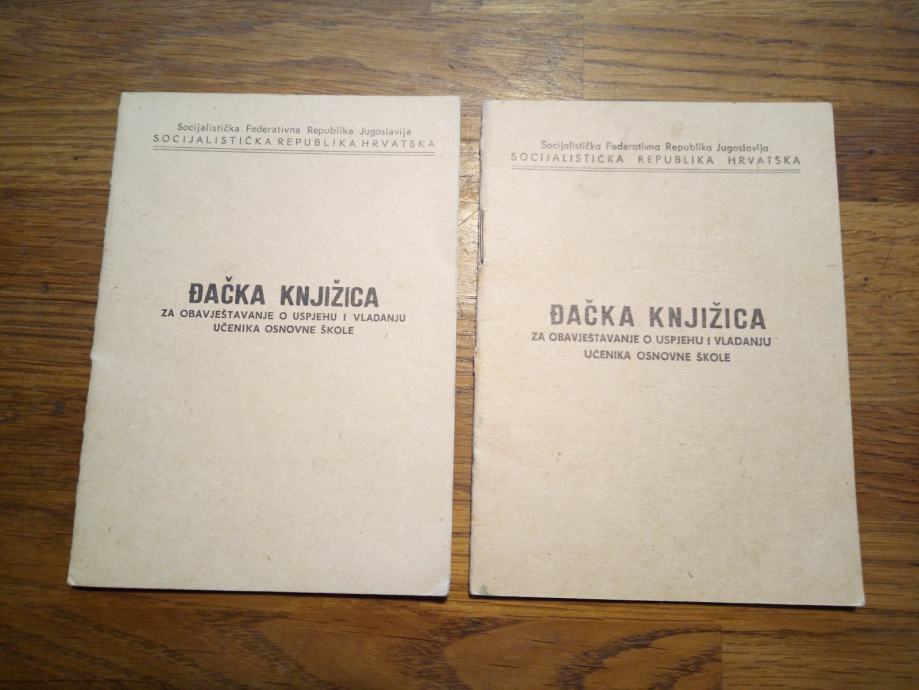 Socijalistička Federativna Republika Jugoslavija
SOCIJALISTIČKA REPUBLIKA HRVATSKA
ĐAČKA KNJIŽICA
ZA OBAVJEŠTAVANJE O USPJEHU I VLADANJU
UČENIKA OSNOVNE ŠKOLE
Socijalistička Federativna Republika Jugoslavija
SOCIJALISTIČKA REPUBLIKA HRVATSKA
ĐAČKA KNJIŽICA
ZA OBAVJEŠTAVANJE O USPJEHU I VLADANJU
UČENIKA OSNOVNE ŠKOLE